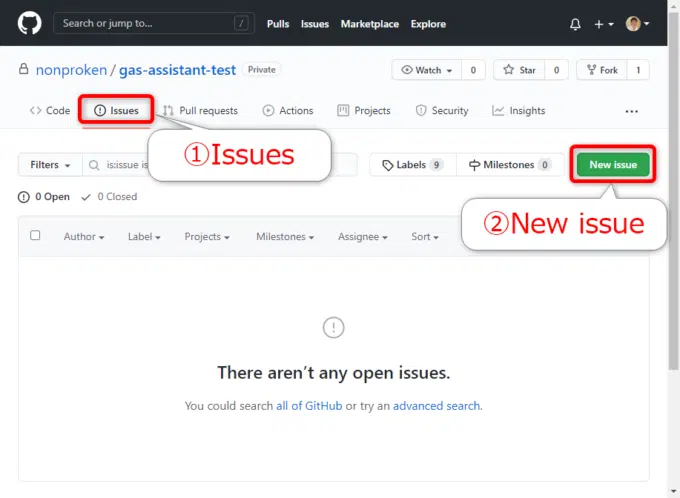 Search or jump to... /
Pulls Issues Marketplace Explore
nonproken / gas-assistant-test Private
Watch 0 Star 0 Fork 1
Code Issues Pull requests Actions Projects Security Insights ...
①Issues
Filters is:issue is Labels 9 Milestones 0 New issue
②New issue
0 Open 0 Closed
Author Label Projects Milestones Assignee Sort
There aren’t any open issues.
You could search all of GitHub or try an advanced search.